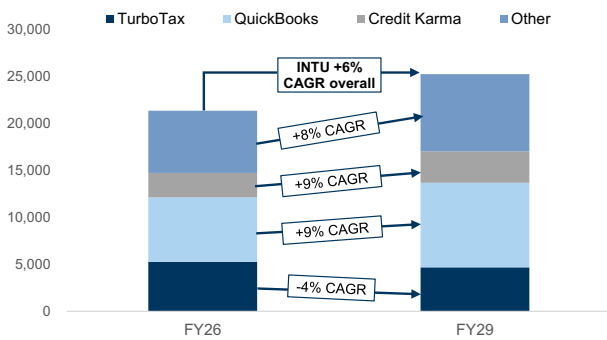 TurboTax QuickBooks Credit Karma Other
30,000
25,000
20,000
15,000
10,000
5,000
0
INTU +6%
CAGR overall
+8% CAGR
+9% CAGR
+9% CAGR
-4% CAGR
FY26 FY29